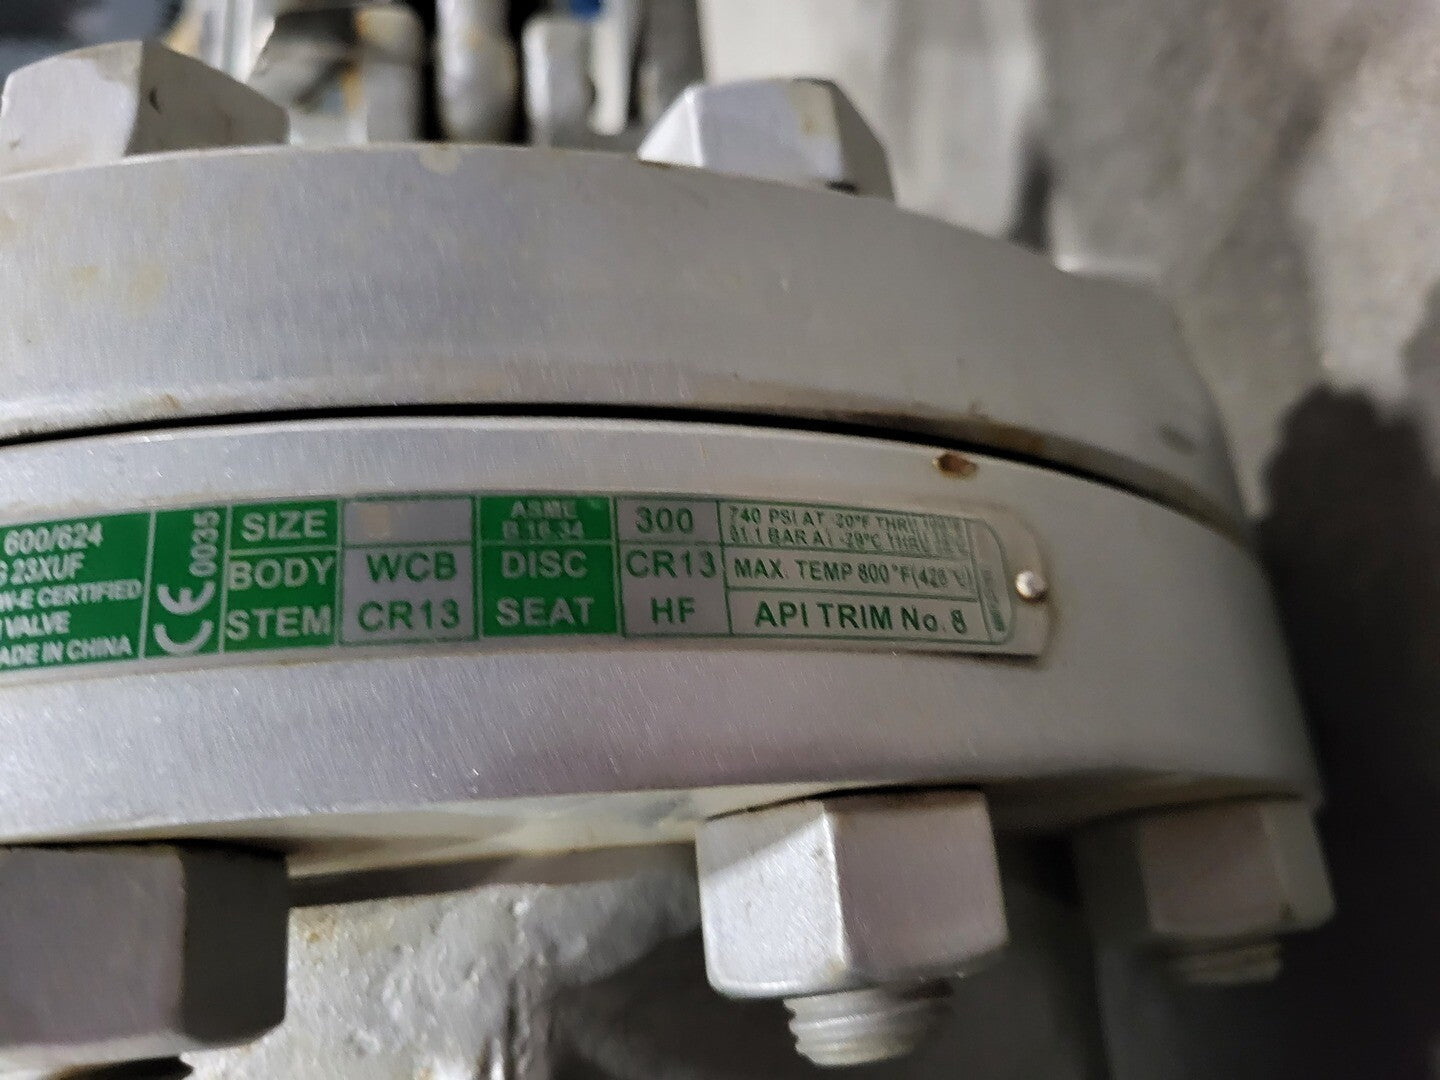 600/624
23XUF
W-E CERTIFIED
VALVE
ADE IN CHINA
CE 0035
SIZE
BODY WCB
STEM CR13
ASME B.16.34 300
DISC CR13
SEAT HF
740 PSI AT -20°F THRU
51.1 BAR AT -29°C THRU
MAX. TEMP 800°F(426
API TRIM No. 8